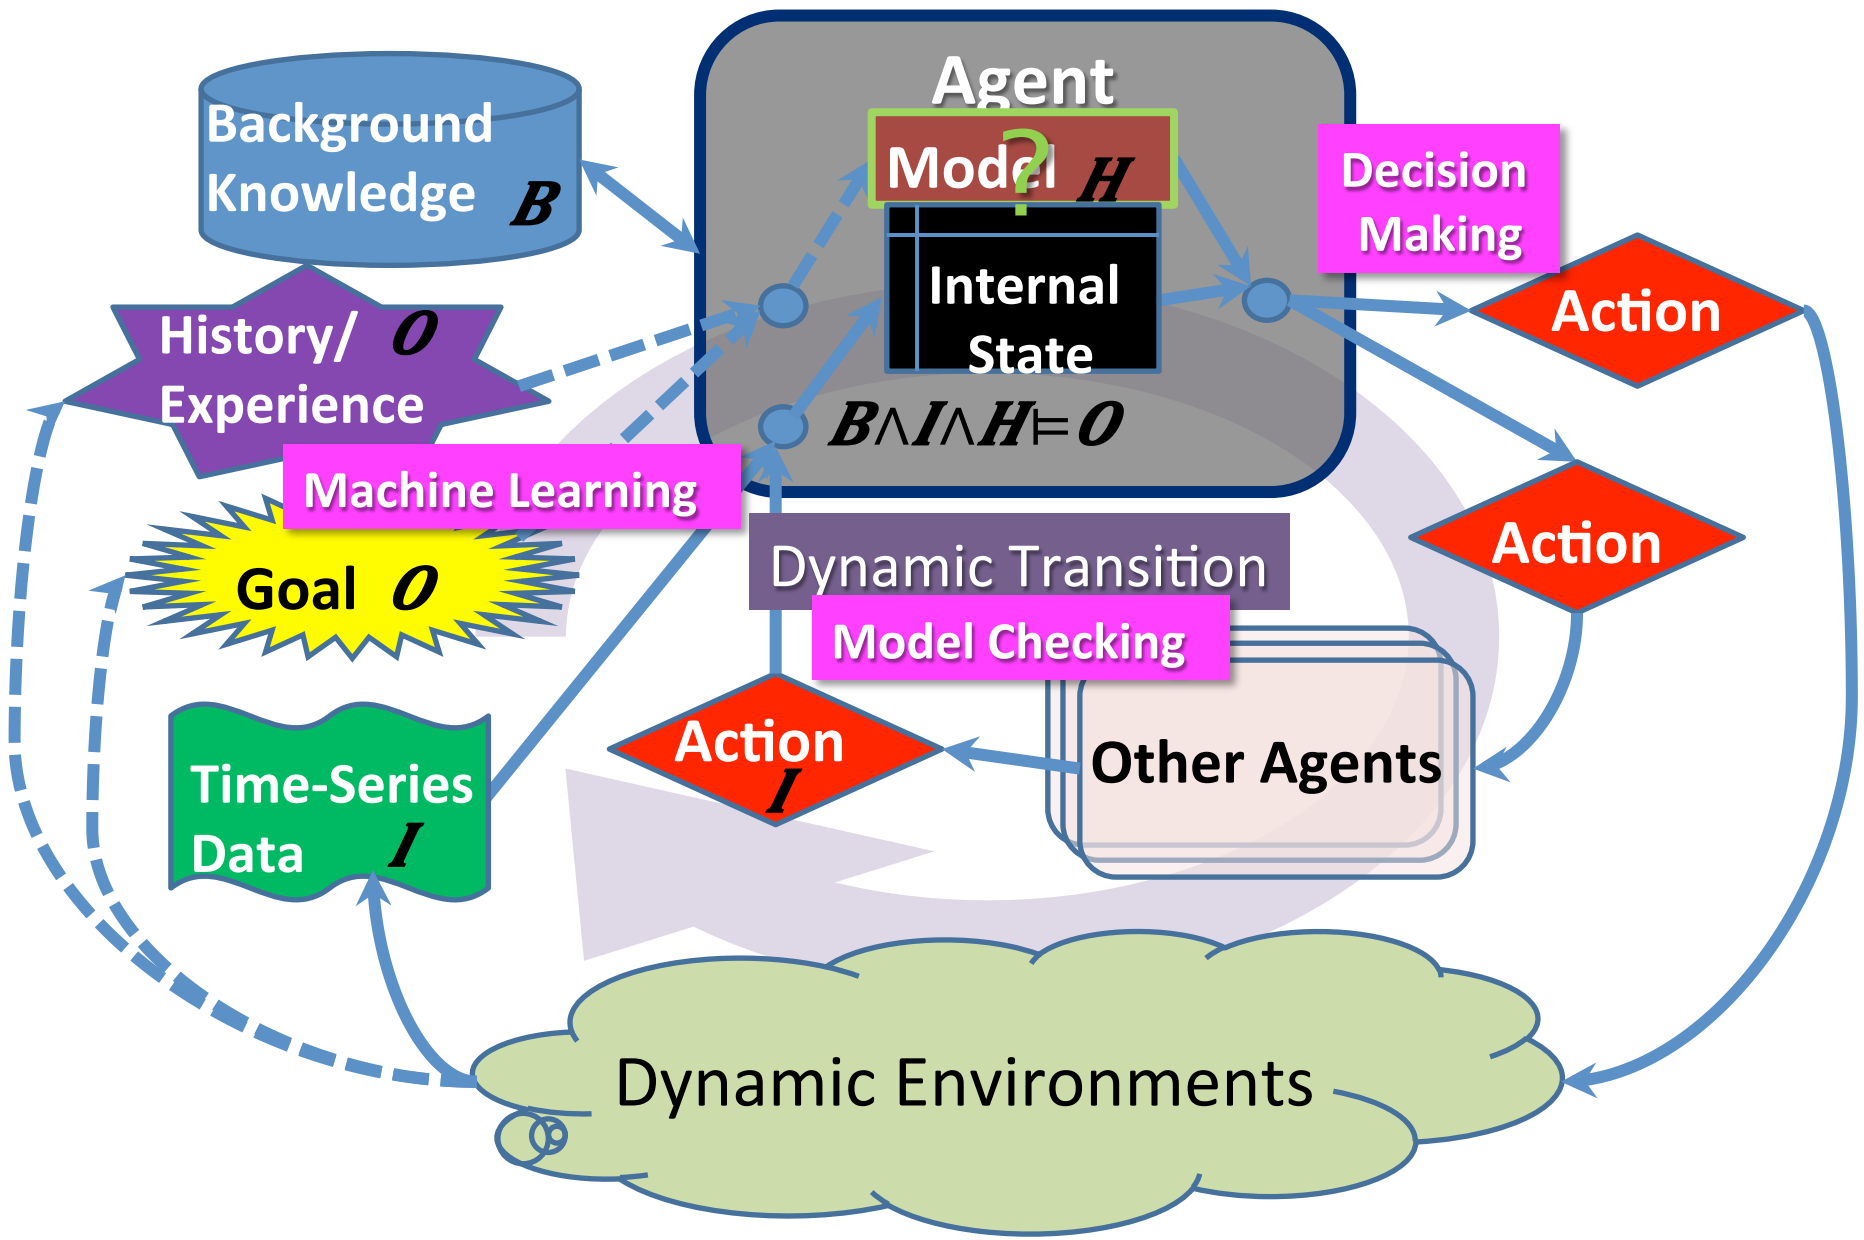 Agent
Background
Knowledge B
Model H
?
Decision
Making
Internal
State
History/ O
Experience
Action
B∧I∧H⊨O
Machine Learning
Dynamic Transition
Action
Goal O
Model Checking
Action
I
Other Agents
Time-Series
Data I
Dynamic Environments